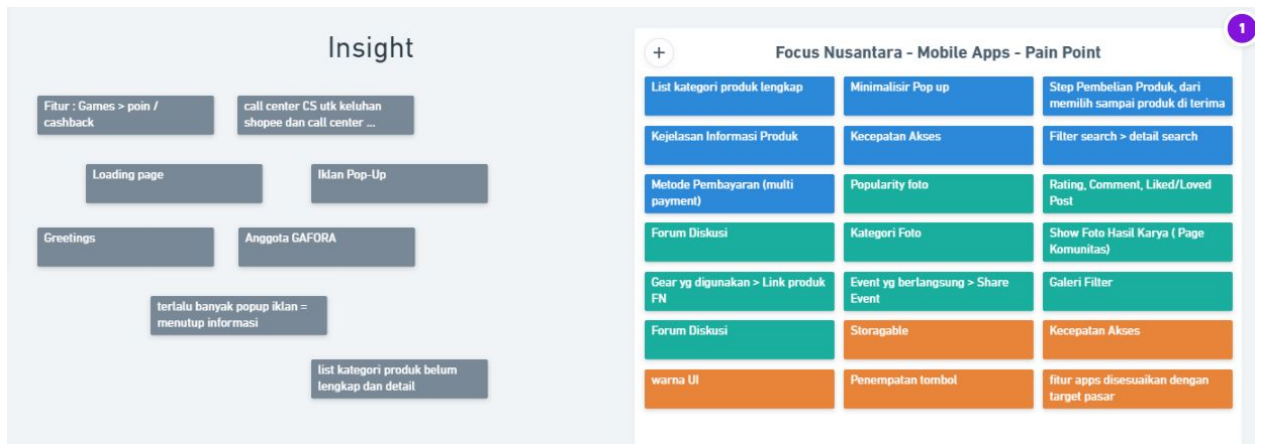 Insight
Fitur : Games > poin /
cashback
call center CS utk keluhan
shopee dan call center ...
Loading page
Iklan Pop-Up
Greetings
Anggota GAFORA
terlalu banyak popup iklan =
menutup informasi
list kategori produk belum
lengkap dan detail
1
+
Focus Nusantara - Mobile Apps - Pain Point
List kategori produk lengkap
Minimalisir Pop up
Step Pembelian Produk, dari
memilih sampai produk di terima
Kejelasan Informasi Produk
Kecepatan Akses
Filter search > detail search
Metode Pembayaran (multi
payment)
Popularity foto
Rating, Comment, Liked/Loved
Post
Forum Diskusi
Kategori Foto
Show Foto Hasil Karya ( Page
Komunitas)
Gear yg digunakan > Link produk
FN
Event yg berlangsung > Share
Event
Galeri Filter
Forum Diskusi
Storagable
Kecepatan Akses
warna UI
Penempatan tombol
fitur apps disesuaikan dengan
target pasar